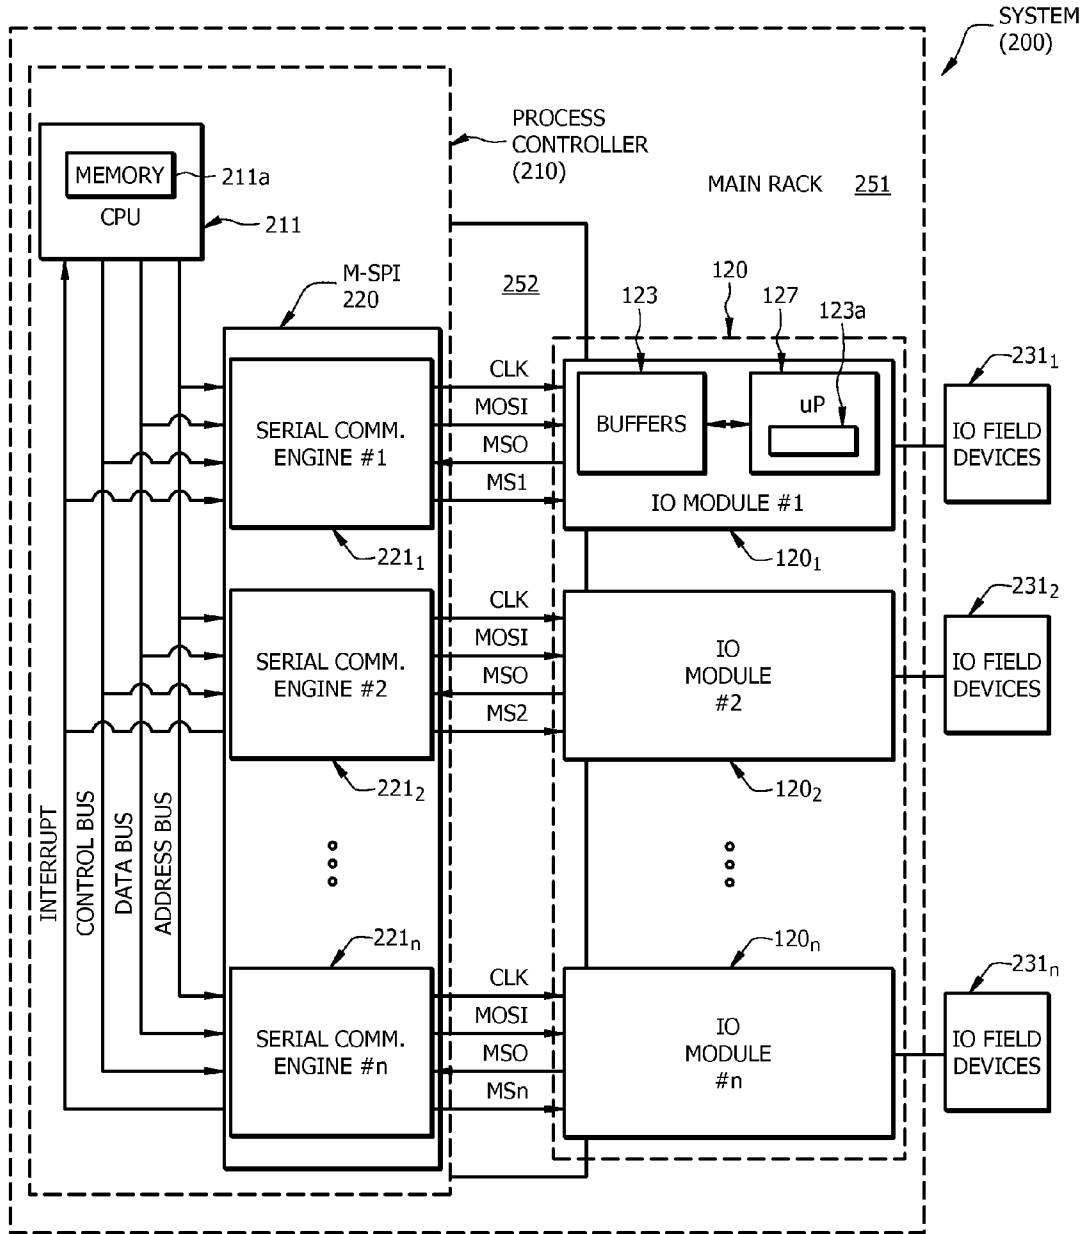 SYSTEM
(200)
PROCESS
CONTROLLER
(210)
MAIN RACK 251
MEMORY
CPU
211a
211
M-SPI
220
252
120
123
127
123a
SERIAL COMM.
ENGINE #1
221₁
CLK
MOSI
MSO
MS1
BUFFERS
uP
IO MODULE #1
120₁
231₁
IO FIELD
DEVICES
SERIAL COMM.
ENGINE #2
221₂
CLK
MOSI
MSO
MS2
IO
MODULE
#2
120₂
231₂
IO FIELD
DEVICES
INTERRUPT
CONTROL BUS
DATA BUS
ADDRESS BUS
221ₙ
SERIAL COMM.
ENGINE #n
CLK
MOSI
MSO
MSn
120ₙ
IO
MODULE
#n
231ₙ
IO FIELD
DEVICES